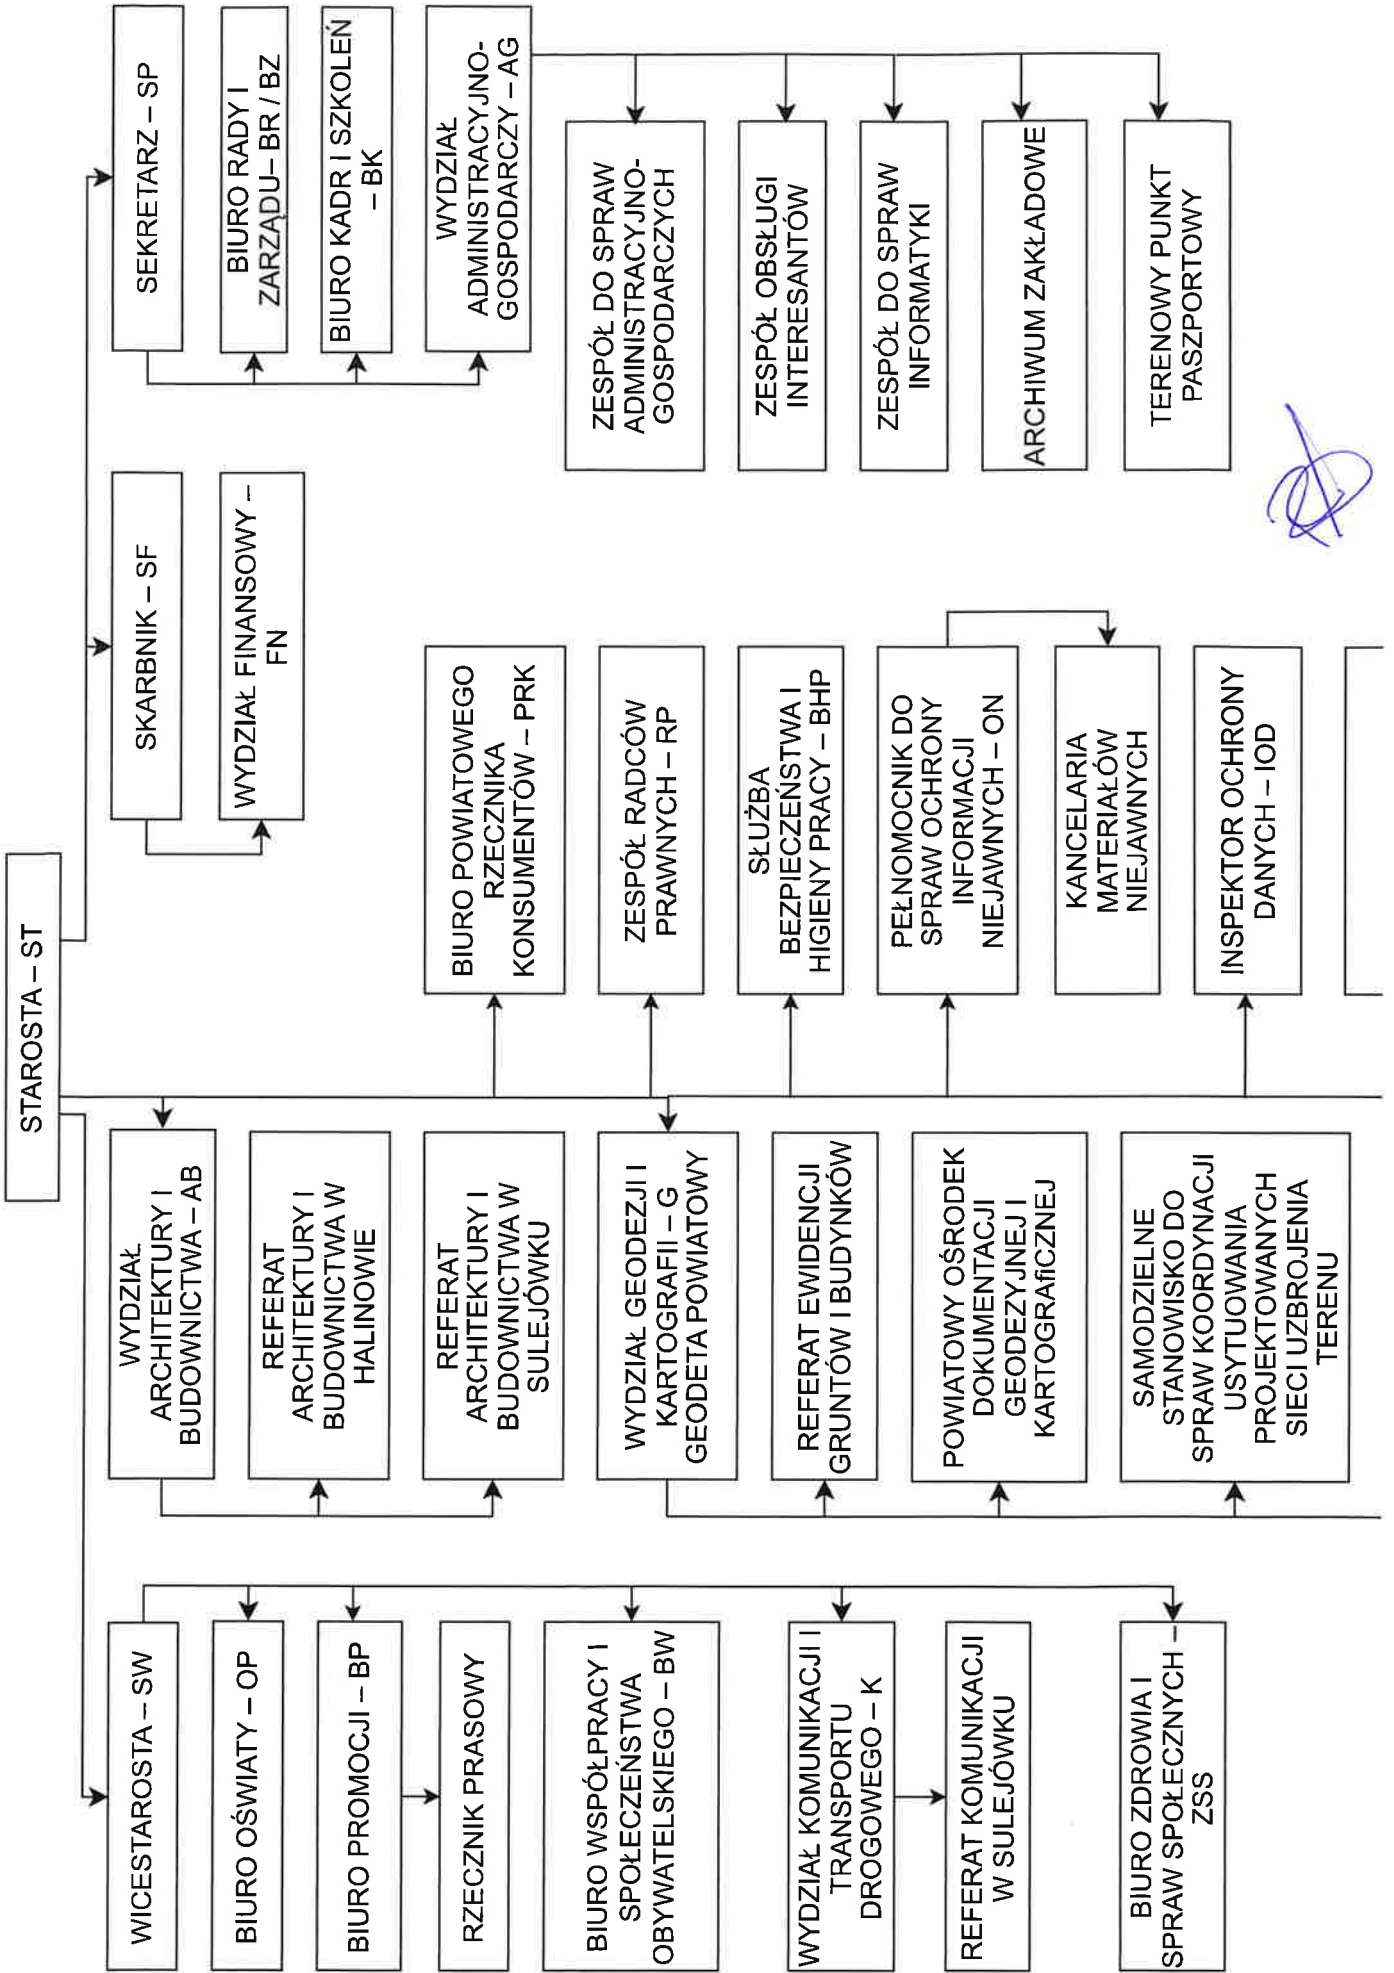 STAROSTA – ST
WICESTAROSTA – SW
BIURO OŚWIATY – OP
BIURO PROMOCJI – BP
RZECZNIK PRASOWY
BIURO WSPÓŁPRACY I
SPOŁECZEŃSTWA
OBYWATELSKIEGO – BW
WYDZIAŁ KOMUNIKACJI I
TRANSPORTU
DROGOWEGO – K
REFERAT KOMUNIKACJI
W SULEJÓWKU
BIURO ZDROWIA I
SPRAW SPOŁECZNYCH –
ZSS
WYDZIAŁ
ARCHITEKTURY I
BUDOWNICTWA – AB
REFERAT
ARCHITEKTURY I
BUDOWNICTWA W
HALINOWIE
REFERAT
ARCHITEKTURY I
BUDOWNICTWA W
SULEJÓWKU
WYDZIAŁ GEODEZJI I
KARTOGRAFII – G
GEODETA POWIATOWY
REFERAT EWIDENCJI
GRUNTÓW I BUDYNKÓW
POWIATOWY OŚRODEK
DOKUMENTACJI
GEODEZYJNEJ I
KARTOGRAfiCZNEJ
SAMODZIELNE
STANOWISKO DO
SPRAW KOORDYNACJI
USYTUOWANIA
PROJEKTOWANYCH
SIECI UZBROJENIA
TERENU
BIURO POWIATOWEGO
RZECZNIKA
KONSUMENTÓW – PRK
ZESPÓŁ RADCÓW
PRAWNYCH – RP
SŁUŻBA
BEZPIECZEŃSTWA I
HIGIENY PRACY – BHP
PEŁNOMOCNIK DO
SPRAW OCHRONY
INFORMACJI
NIEJAWNYCH – ON
KANCELARIA
MATERIAŁÓW
NIEJAWNYCH
INSPEKTOR OCHRONY
DANYCH – IOD
SKARBNIK – SF
WYDZIAŁ FINANSOWY –
FN
SEKRETARZ – SP
BIURO RADY I
ZARZĄDU– BR / BZ
BIURO KADR I SZKOLEŃ
– BK
WYDZIAŁ
ADMINISTRACYJNO-
GOSPODARCZY – AG
ZESPÓŁ DO SPRAW
ADMINISTRACYJNO-
GOSPODARCZYCH
ZESPÓŁ OBSŁUGI
INTERESANTÓW
ZESPÓŁ DO SPRAW
INFORMATYKI
ARCHIWUM ZAKŁADOWE
TERENOWY PUNKT
PASZPORTOWY